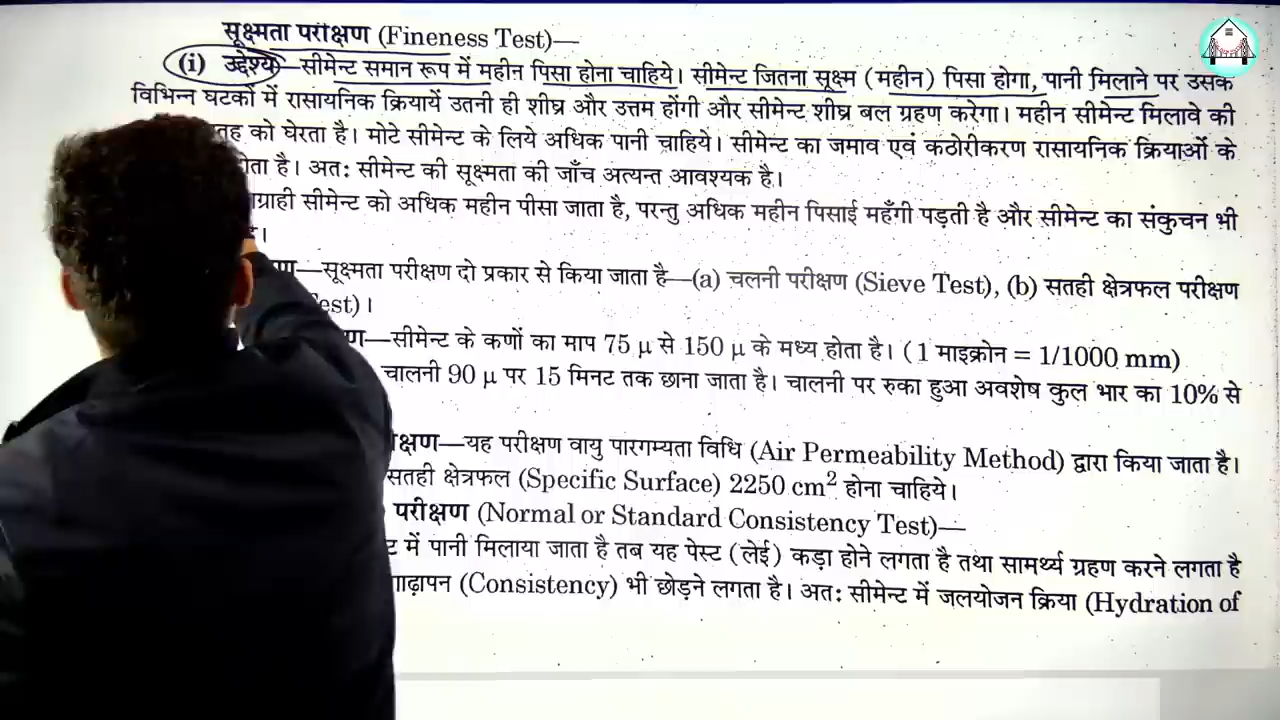 सूक्ष्मता परीक्षण (Fineness Test)—
(i) उद्देश्य—सीमेन्ट समान रूप में महीन पिसा होना चाहिये। सीमेन्ट जितना सूक्ष्म (महीन) पिसा होगा, पानी मिलाने पर उसके
विभिन्न घटकों में रासायनिक क्रियायें उतनी ही शीघ्र और उत्तम होंगी और सीमेन्ट शीघ्र बल ग्रहण करेगा। महीन सीमेन्ट मिलावे की
तह को घेरता है। मोटे सीमेन्ट के लिये अधिक पानी चाहिये। सीमेन्ट का जमाव एवं कठोरीकरण रासायनिक क्रियाओं के
ोता है। अतः सीमेन्ट की सूक्ष्मता की जाँच अत्यन्त आवश्यक है।
ग्राही सीमेन्ट को अधिक महीन पीसा जाता है, परन्तु अधिक महीन पिसाई महँगी पड़ती है और सीमेन्ट का संकुचन भी
है।
ण—सूक्ष्मता परीक्षण दो प्रकार से किया जाता है—(a) चलनी परीक्षण (Sieve Test), (b) सतही क्षेत्रफल परीक्षण
est)।
ण—सीमेन्ट के कणों का माप 75 μ से 150 μ के मध्य होता है। (1 माइक्रोन = 1/1000 mm)
चालनी 90 μ पर 15 मिनट तक छाना जाता है। चालनी पर रुका हुआ अवशेष कुल भार का 10% से
क्षण—यह परीक्षण वायु पारगम्यता विधि (Air Permeability Method) द्वारा किया जाता है।
सतही क्षेत्रफल (Specific Surface) 2250 cm² होना चाहिये।
परीक्षण (Normal or Standard Consistency Test)—
ट में पानी मिलाया जाता है तब यह पेस्ट (लेई) कड़ा होने लगता है तथा सामर्थ्य ग्रहण करने लगता है
गाढ़ापन (Consistency) भी छोड़ने लगता है। अतः सीमेन्ट में जलयोजन क्रिया (Hydration of